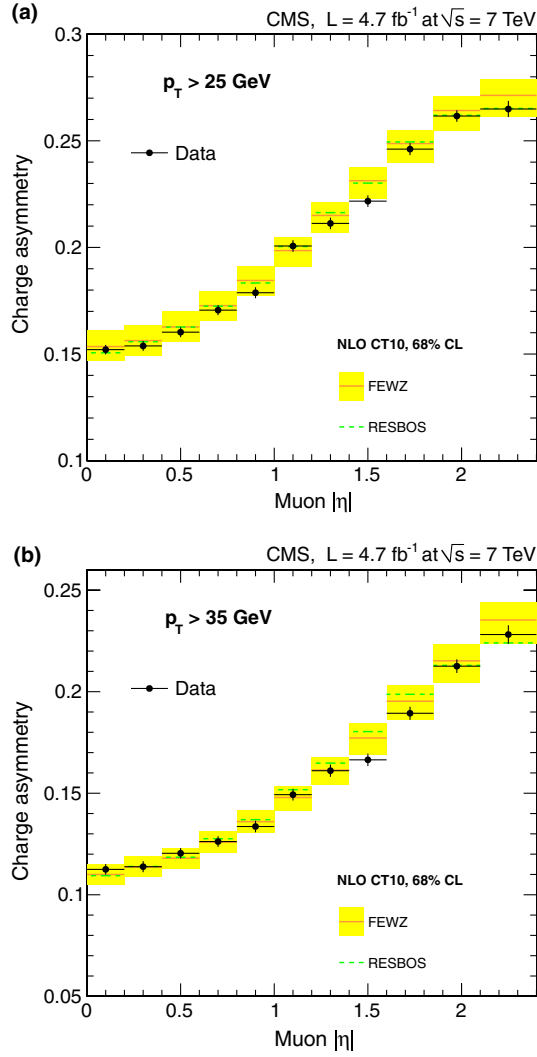 (a)
CMS, L = 4.7 fb⁻¹ at √s = 7 TeV
0.3
p_T > 25 GeV
Data
0.25
Charge asymmetry
0.2
NLO CT10, 68% CL
0.15
FEWZ
RESBOS
0.1
0 0.5 1 1.5 2
Muon |η|
(b)
CMS, L = 4.7 fb⁻¹ at √s = 7 TeV
0.25
p_T > 35 GeV
Data
0.2
Charge asymmetry
0.15
0.1
NLO CT10, 68% CL
FEWZ
RESBOS
0.05
0 0.5 1 1.5 2
Muon |η|